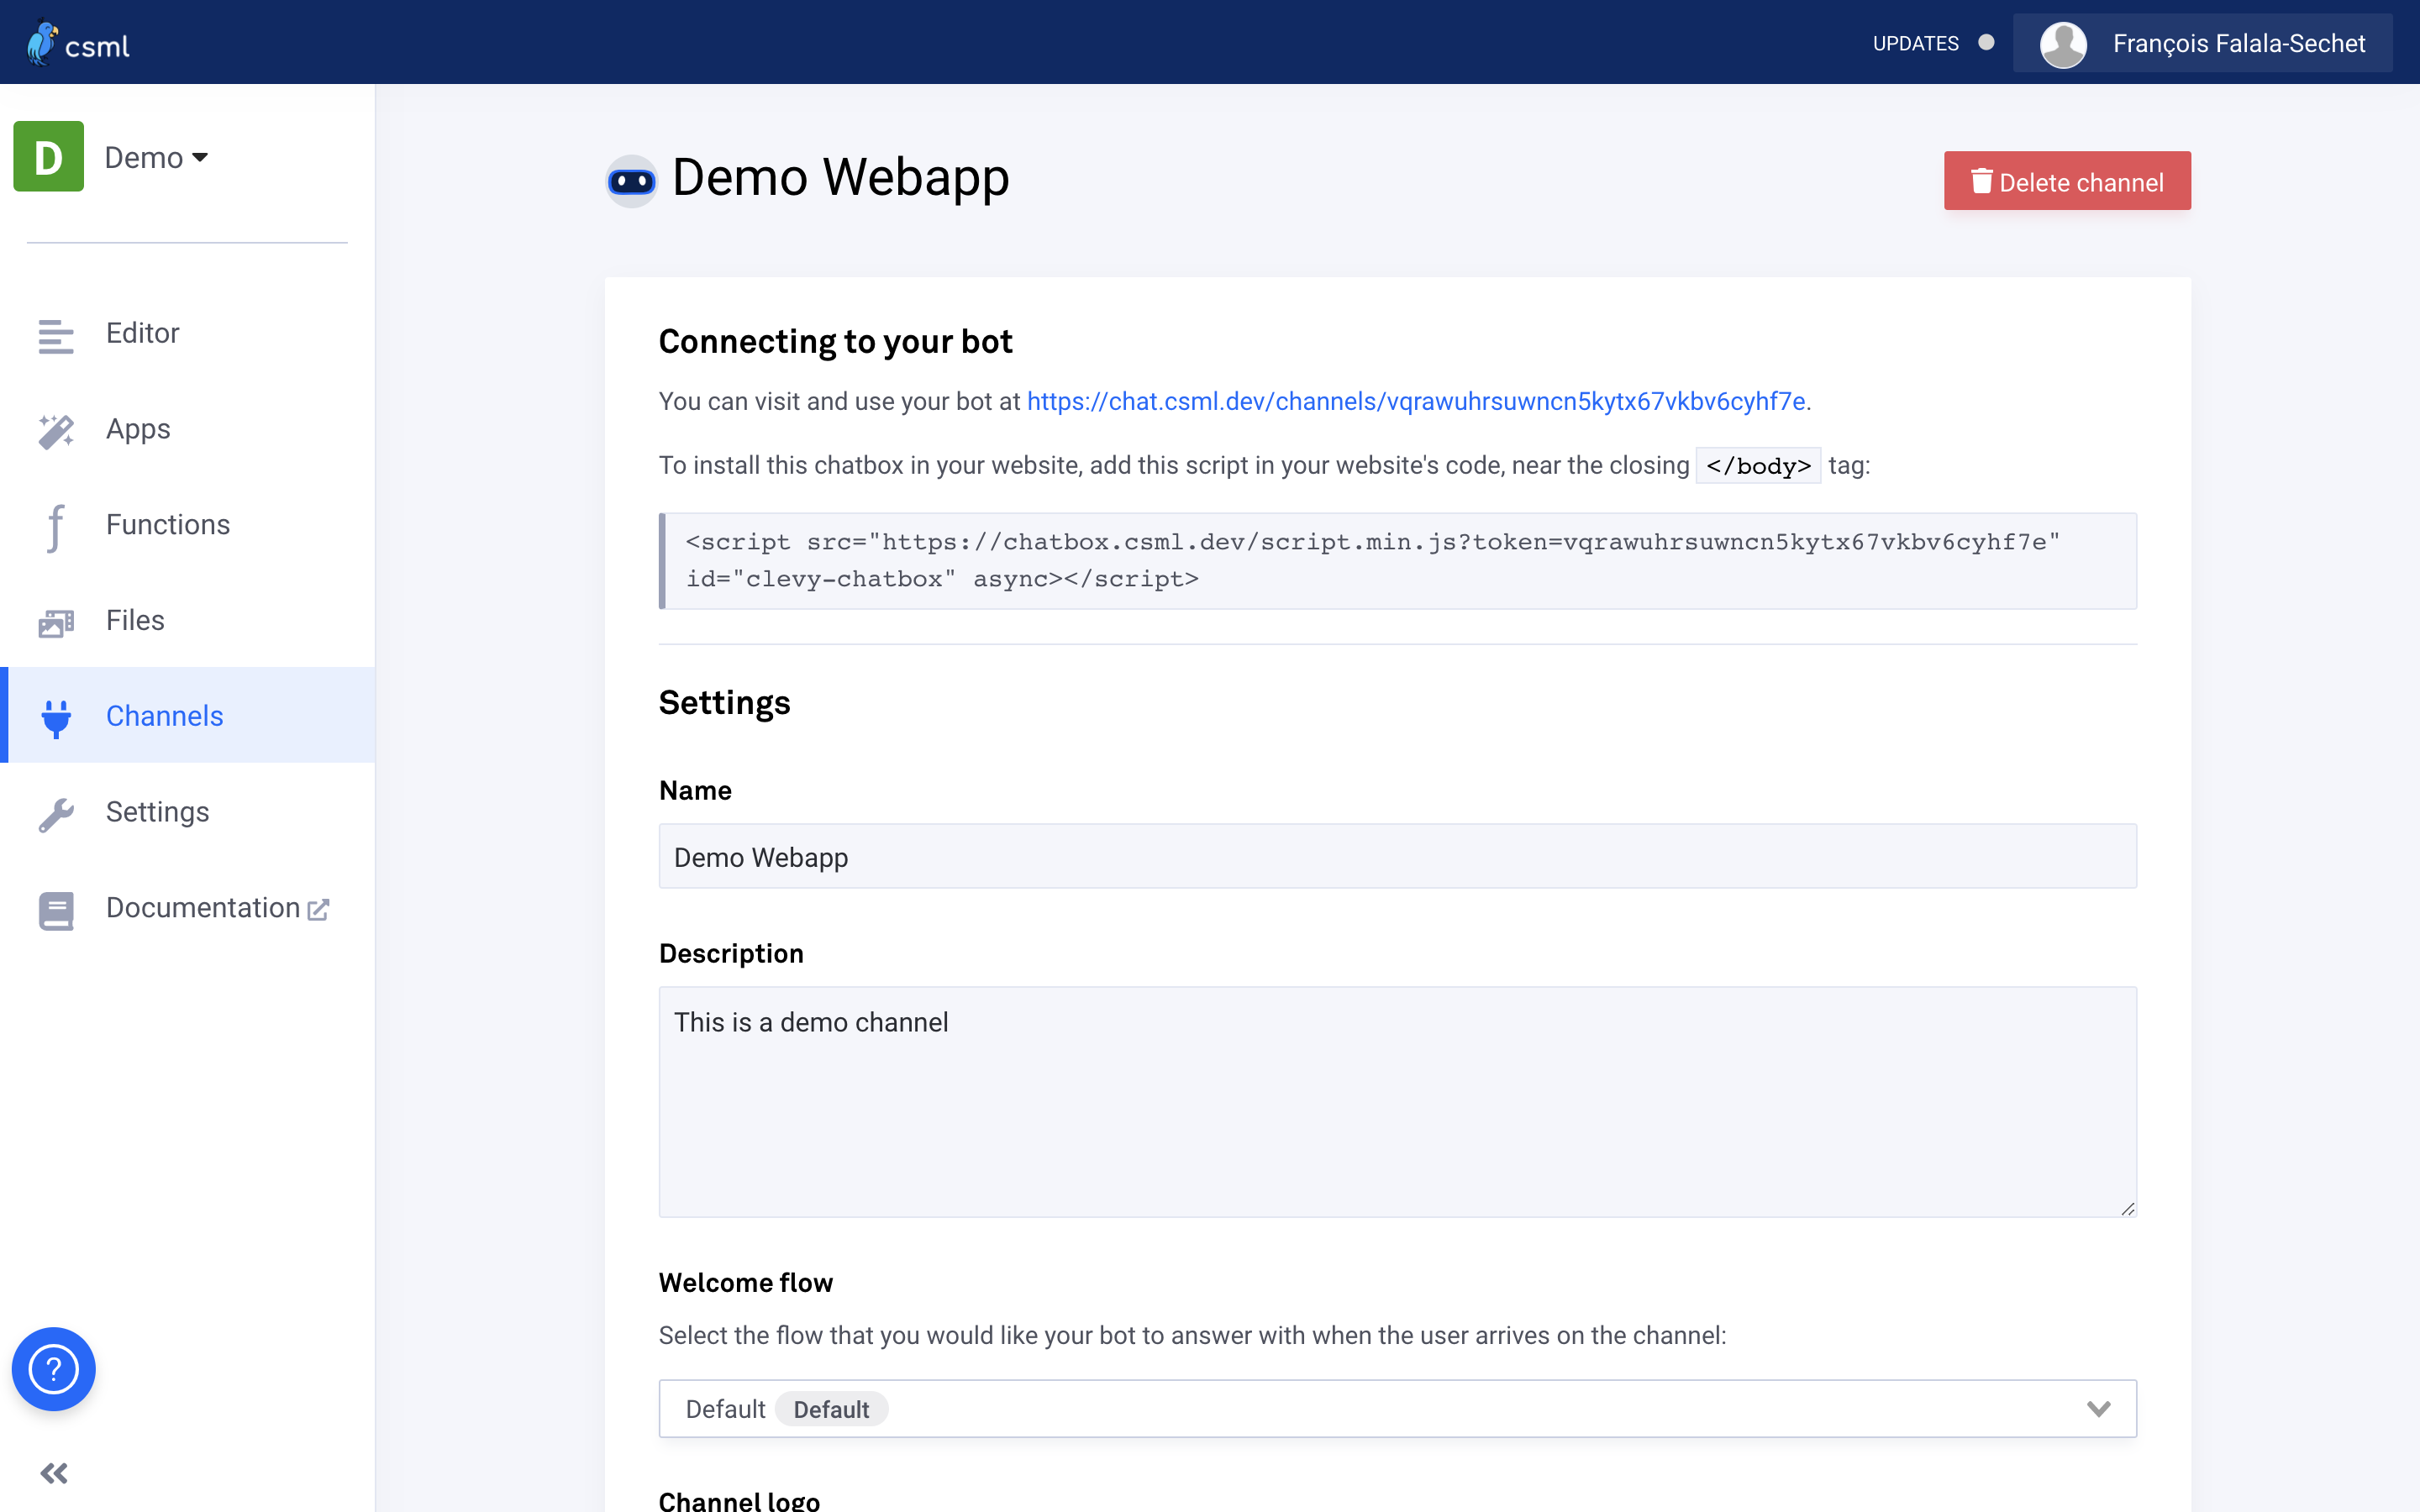 csml
UPDATES
François Falala-Sechet
D
Demo
Editor
Apps
Functions
Files
Channels
Settings
Documentation
?
Demo Webapp
Delete channel
Connecting to your bot
You can visit and use your bot at https://chat.csml.dev/channels/vqrawuhrsuwncn5kytx67vkbv6cyhf7e.
To install this chatbox in your website, add this script in your website's code, near the closing </body> tag:
<script src="https://chatbox.csml.dev/script.min.js?token=vqrawuhrsuwncn5kytx67vkbv6cyhf7e"
id="clevy-chatbox" async></script>
Settings
Name
Demo Webapp
Description
This is a demo channel
Welcome flow
Select the flow that you would like your bot to answer with when the user arrives on the channel:
Default Default
Channel logo